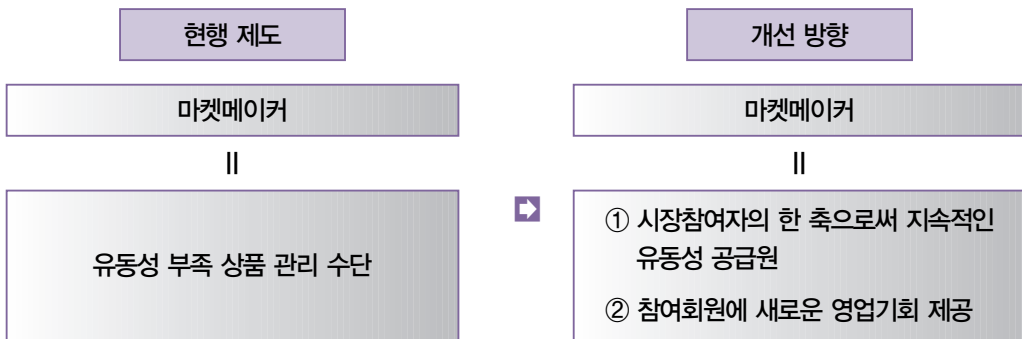 현행 제도
마켓메이커
||
유동성 부족 상품 관리 수단
개선 방향
마켓메이커
||
① 시장참여자의 한 축으로써 지속적인
유동성 공급원
② 참여회원에 새로운 영업기회 제공